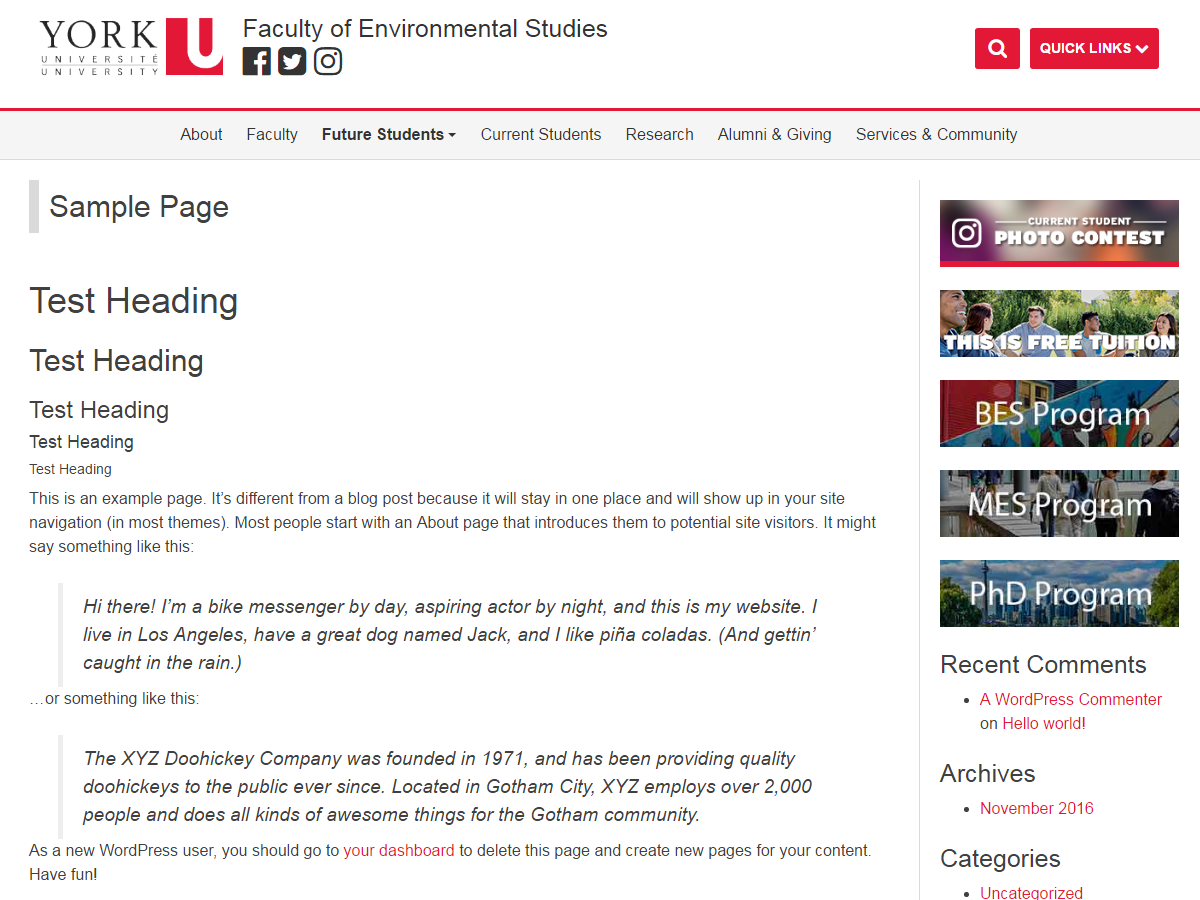 YORK
UNIVERSITÉ
UNIVERSITY
U
Faculty of Environmental Studies
QUICK LINKS
About Faculty Future Students Current Students Research Alumni & Giving Services & Community
Sample Page
Test Heading
Test Heading
Test Heading
Test Heading
Test Heading
This is an example page. It’s different from a blog post because it will stay in one place and will show up in your site
navigation (in most themes). Most people start with an About page that introduces them to potential site visitors. It might
say something like this:
Hi there! I’m a bike messenger by day, aspiring actor by night, and this is my website. I
live in Los Angeles, have a great dog named Jack, and I like piña coladas. (And gettin’
caught in the rain.)
…or something like this:
The XYZ Doohickey Company was founded in 1971, and has been providing quality
doohickeys to the public ever since. Located in Gotham City, XYZ employs over 2,000
people and does all kinds of awesome things for the Gotham community.
As a new WordPress user, you should go to your dashboard to delete this page and create new pages for your content.
Have fun!
CURRENT STUDENT
PHOTO CONTEST
THIS IS FREE TUITION
BES Program
MES Program
PhD Program
Recent Comments
A WordPress Commenter
on Hello world!
Archives
November 2016
Categories
Uncategorized